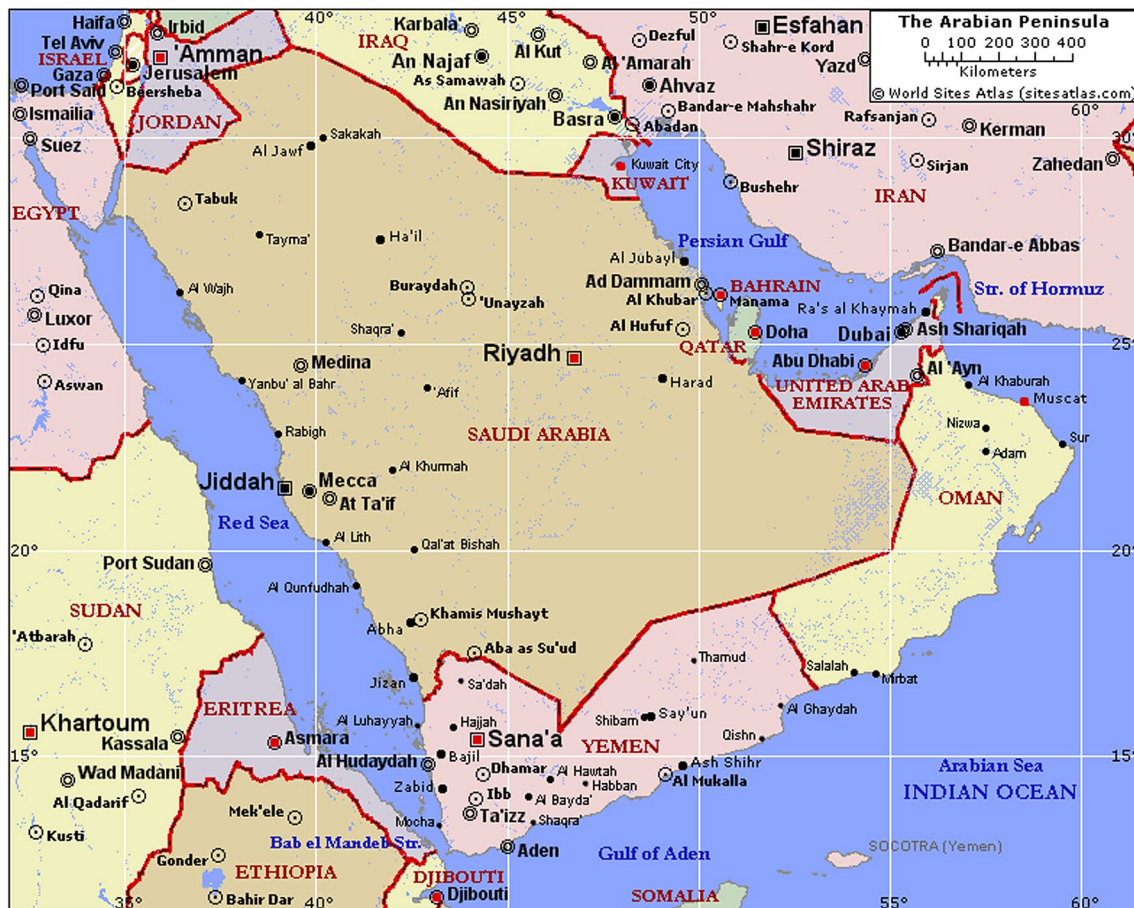 The Arabian Peninsula
0 100 200 300 400
Kilometers
© World Sites Atlas (sitesatlas.com)
35° 40° 45° 50° 60°
Haifa
Irbid
Tel Aviv
ISRAEL
'Amman
Gaza
Jerusalem
Port Said
Beersheba
Ismailia
JORDAN
Suez
EGYPT
Karbala'
IRAQ
Al Kut
An Najaf
As Samawah
Al 'Amarah
An Nasiriyah
Basra
Dezful
Esfahan
Shahr-e Kord
Yazd
Ahvaz
Bandar-e Mahshahr
Abadan
Rafsanjan
Kerman
30°
30°
Shiraz
Sirjan
Zahedan
Kuwait City
KUWAIT
Bushehr
IRAN
Sakakah
Al Jawf
Tabuk
Tayma'
Ha'il
Persian Gulf
Bandar-e Abbas
Al Jubayl
Qina
Al Wajh
Buraydah
'Unayzah
Ad Dammam
BAHRAIN
Al Khubar
Manama
Str. of Hormuz
Ra's al Khaymah
Luxor
Shaqra'
Al Hufuf
QATAR
Doha
Dubai
Ash Shariqah
25°
Idfu
Riyadh
Medina
Abu Dhabi
Al 'Ayn
Aswan
Yanbu' al Bahr
'Afif
Harad
UNITED ARAB
EMIRATES
Al Khaburah
Muscat
Rabigh
SAUDI ARABIA
Nizwa
Sur
Adam
Al Khurmah
Jiddah
Mecca
At Ta'if
OMAN
Red Sea
Al Lith
Qal'at Bishah
20°
20°
Port Sudan
Al Qunfudhah
SUDAN
Khamis Mushayt
'Atbarah
Abha
Aba as Su'ud
Thamud
Salalah
Mirbat
Jizan
Sa'dah
ERITREA
Al Luhayyah
Hajjah
Shibam
Say'un
Al Ghaydah
Khartoum
Kassala
Asmara
Sana'a
YEMEN
Qishn
15°
15°
Al Hudaydah
Bajil
Ash Shihr
Arabian Sea
Wad Madani
Dhamar
Al Hawtah
Al Mukalla
INDIAN OCEAN
Al Qadarif
Zabid
Ibb
Habban
Mek'ele
Al Bayda'
Ta'izz
Mocha
Shaqra'
Kusti
Bab el Mandeb Str.
Aden
Gulf of Aden
SOCOTRA (Yemen)
Gonder
ETHIOPIA
DJIBOUTI
Djibouti
SOMALIA
Bahir Dar
35° 40° 45° 50° 55° 60°